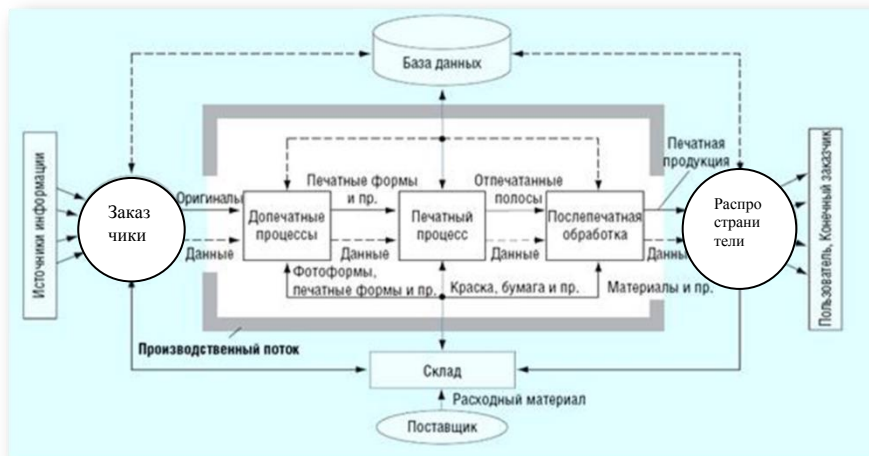 База данных
Источники информации
Заказ
чики
Оригиналы
Данные
Допечатные
процессы
Печатные формы
и пр.
Данные
Печатный
процесс
Отпечатанные
полосы
Данные
Послепечатная
обработка
Печатная
продукция
Данны
Распро
страни
тели
Пользователь, Конечный заказчик
Фотоформы,
печатные формы и пр.
Краска, бумага и пр.
Материалы и пр.
Производственный поток
Склад
Расходный материал
Поставщик